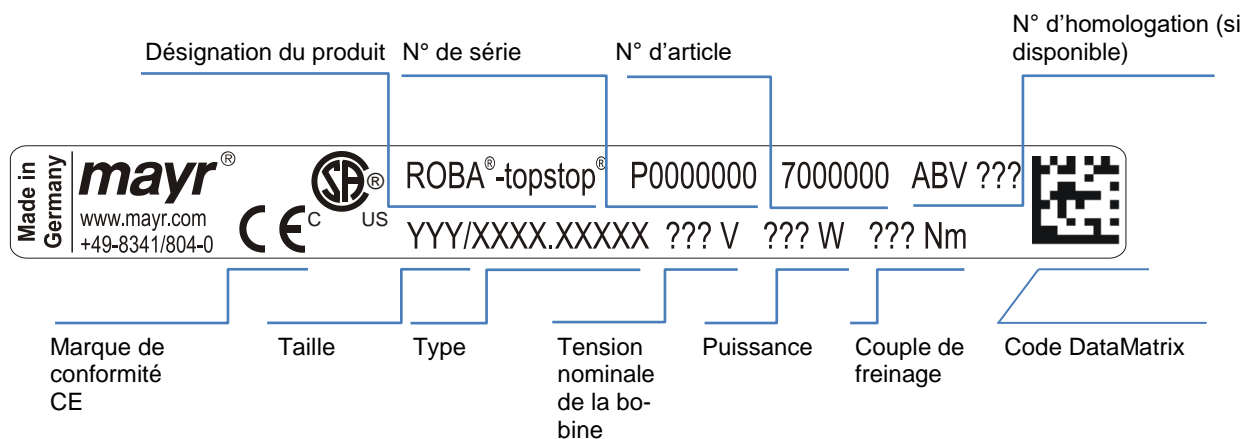 N° d'homologation (si
disponible)
Désignation du produit
N° de série
N° d'article
Made in
Germany
mayr®
www.mayr.com
+49-8341/804-0
CE
SA®
C US
ROBA®-topstop® P0000000 7000000 ABV ???
YYY/XXXX.XXXXX ??? V ??? W ??? Nm
Marque de
conformité
CE
Taille
Type
Tension
nominale
de la bo-
bine
Puissance
Couple de
freinage
Code DataMatrix